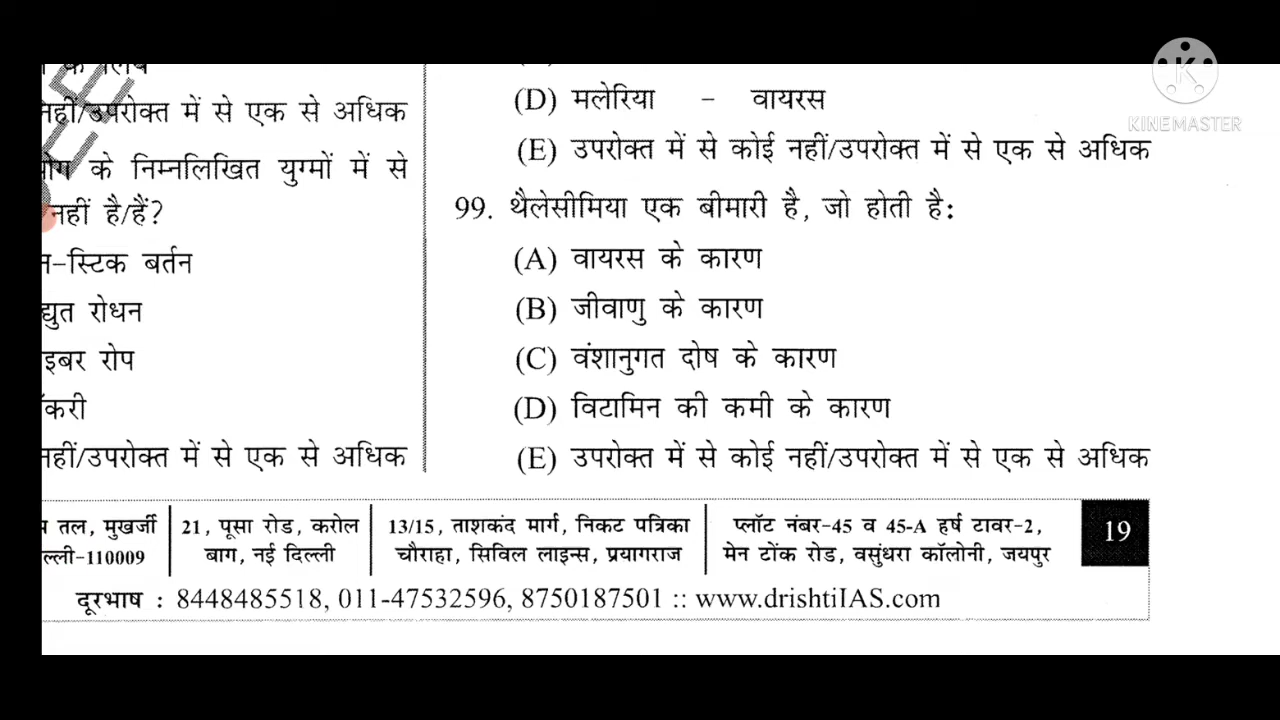 नहीं/उपरोक्त में से एक से अधिक
के निम्नलिखित युग्मों में से
नहीं है/हैं?
न-स्टिक बर्तन
द्युत रोधन
इबर रोप
ॉकरी
नहीं/उपरोक्त में से एक से अधिक
(D) मलेरिया – वायरस
(E) उपरोक्त में से कोई नहीं/उपरोक्त में से एक से अधिक
99. थैलेसीमिया एक बीमारी है, जो होती है:
(A) वायरस के कारण
(B) जीवाणु के कारण
(C) वंशानुगत दोष के कारण
(D) विटामिन की कमी के कारण
(E) उपरोक्त में से कोई नहीं/उपरोक्त में से एक से अधिक
तल, मुखर्जी
ल्ली-110009
21, पूसा रोड, करोल
बाग, नई दिल्ली
13/15, ताशकंद मार्ग, निकट पत्रिका
चौराहा, सिविल लाइन्स, प्रयागराज
प्लॉट नंबर-45 व 45-A हर्ष टावर-2,
मेन टोंक रोड, वसुंधरा कॉलोनी, जयपुर
19
दूरभाष : 8448485518, 011-47532596, 8750187501 :: www.drishtiIAS.com
KINEMASTER